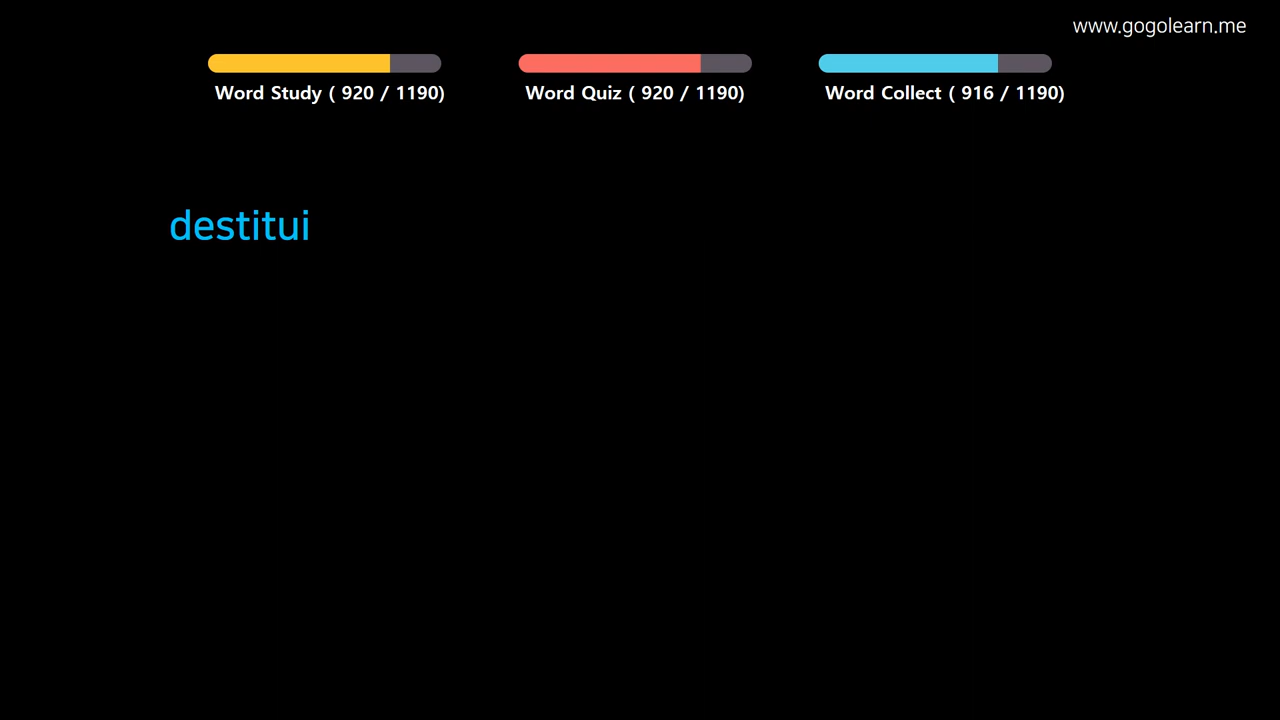 www.gogolearn.me
Word Study ( 920 / 1190)
Word Quiz ( 920 / 1190)
Word Collect ( 916 / 1190)
destitui